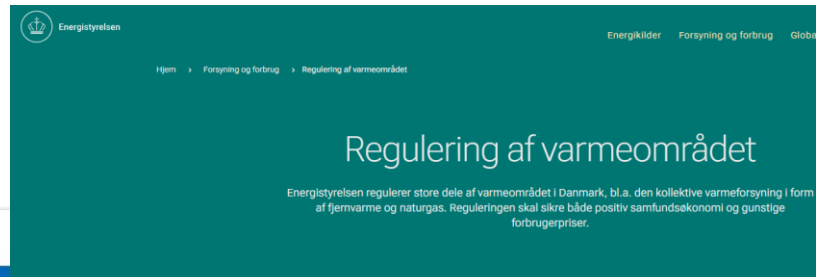 Energistyrelsen
Energikilder Forsyning og forbrug Globa
Hjem › Forsyning og forbrug › Regulering af varmeområdet
Regulering af varmeområdet
Energistyrelsen regulerer store dele af varmeområdet i Danmark, bl.a. den kollektive varmeforsyning i form
af fjernvarme og naturgas. Reguleringen skal sikre både positiv samfundsøkonomi og gunstige
forbrugerpriser.